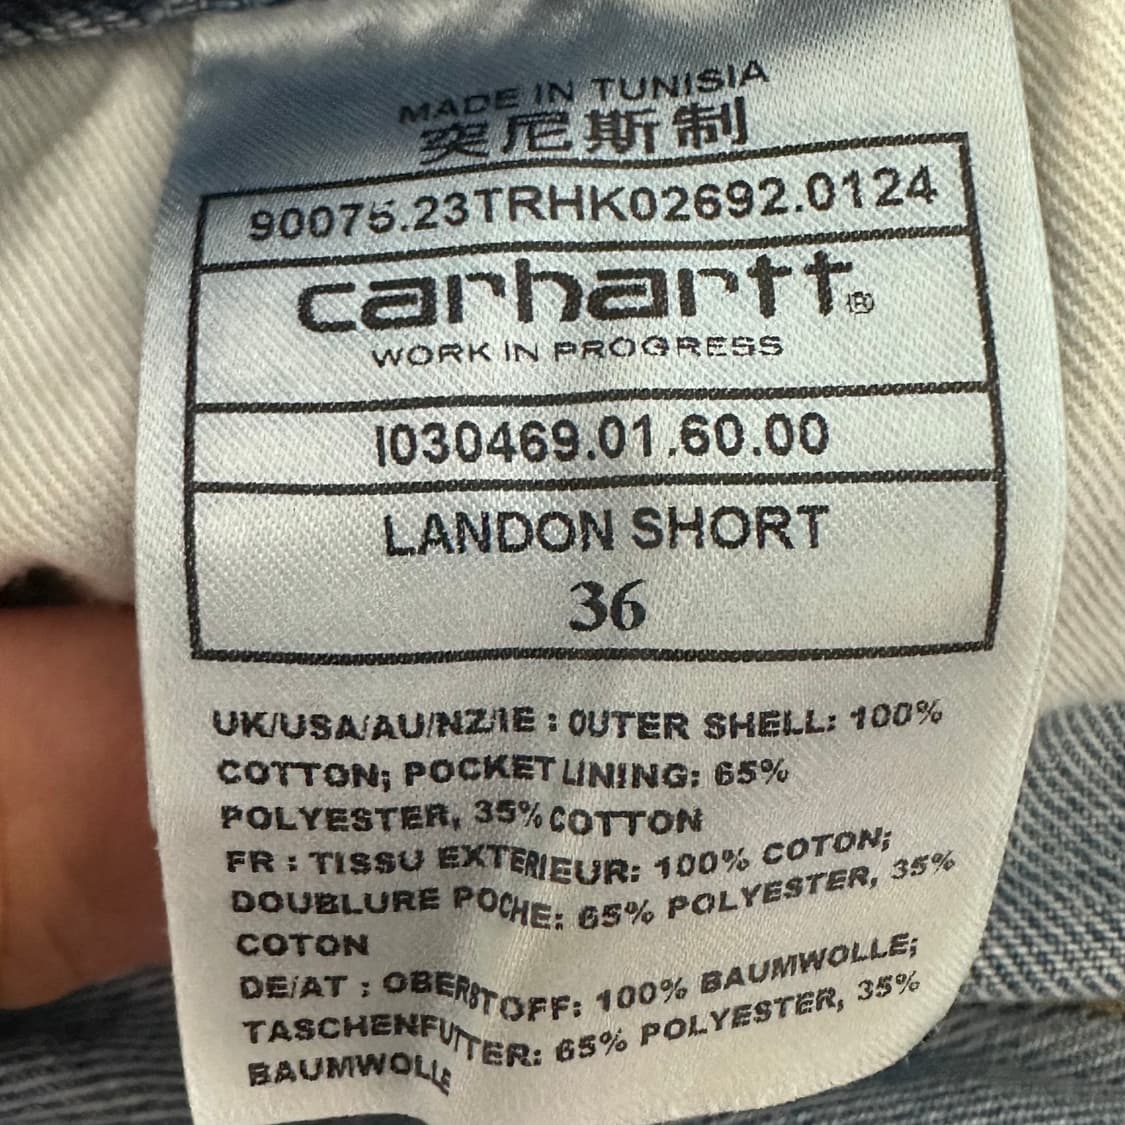 MADE IN TUNISIA
突尼斯制
90075.23TRHK02692.0124
carhartt®
WORK IN PROGRESS
I030469.01.60.00
LANDON SHORT
36
UK/USA/AU/NZ/IE : OUTER SHELL: 100%
COTTON; POCKET LINING: 65%
POLYESTER, 35% COTTON
FR : TISSU EXTERIEUR: 100% COTON;
DOUBLURE POCHE: 65% POLYESTER, 35%
COTON
DE/AT : OBERSTOFF: 100% BAUMWOLLE;
TASCHENFUTTER: 65% POLYESTER, 35%
BAUMWOLLE